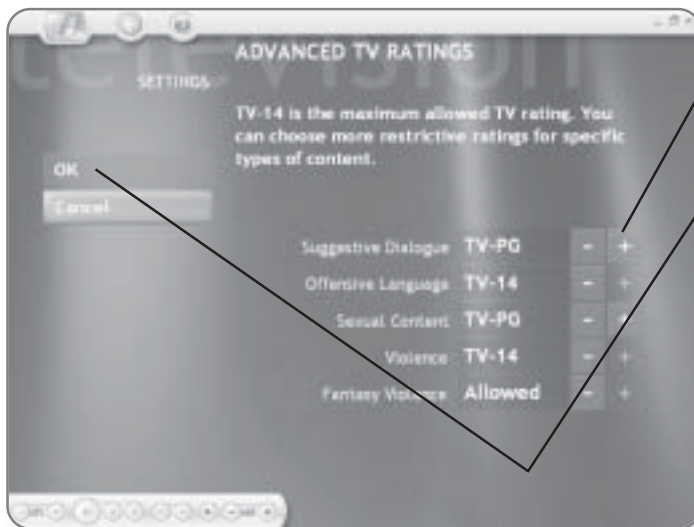 television
ADVANCED TV RATINGS
SETTINGS
TV-14 is the maximum allowed TV rating. You
can choose more restrictive ratings for specific
types of content.
OK
Cancel
Suggestive Dialogue TV-PG - +
Offensive Language TV-14 - +
Sexual Content TV-PG - +
Violence TV-14 - +
Fantasy Violence Allowed - +